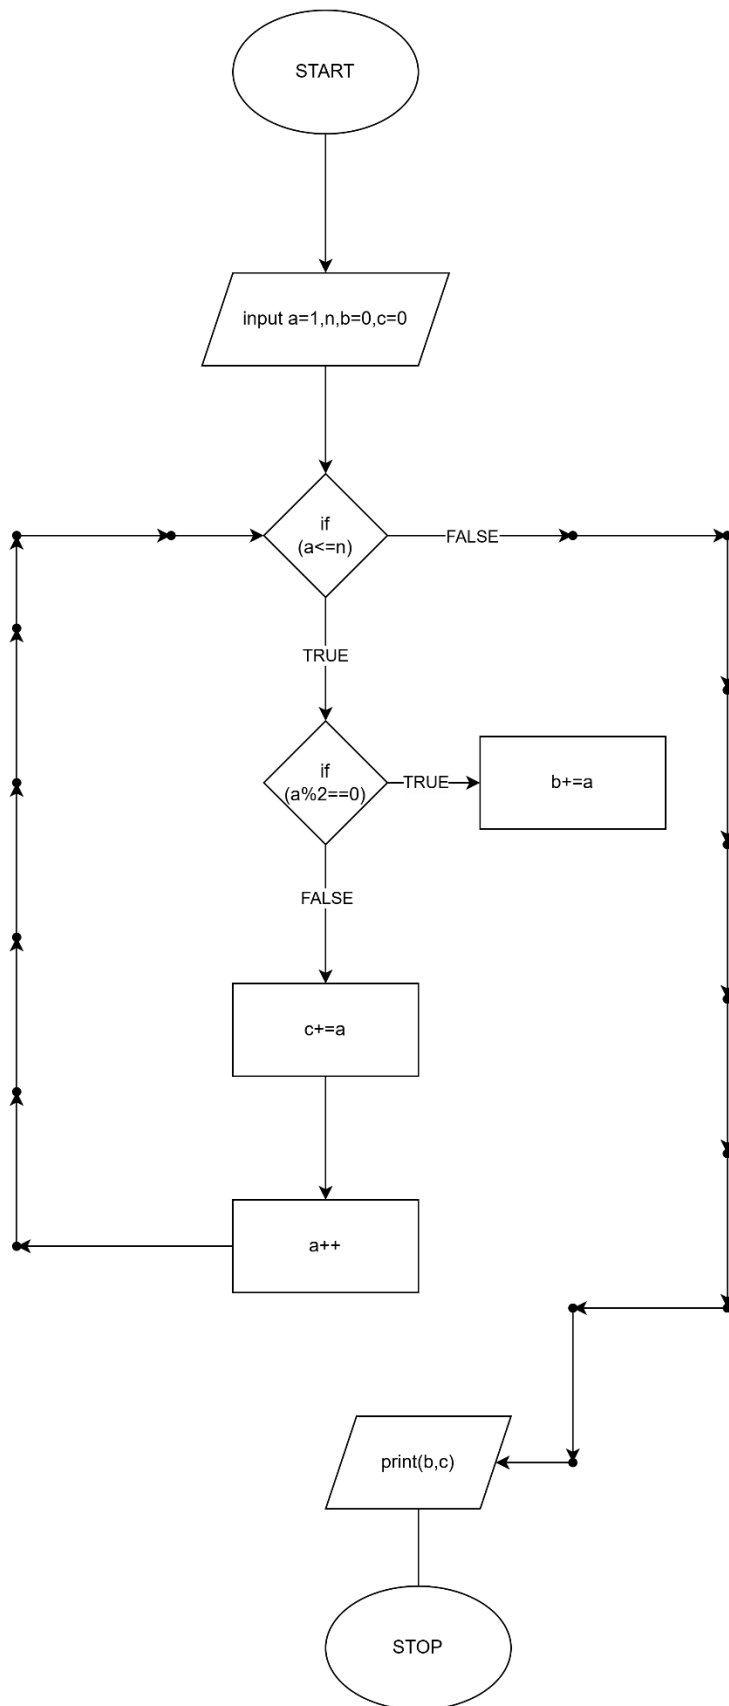 START
input a=1,n,b=0,c=0
if
(a<=n)
FALSE
TRUE
if
(a%2==0)
TRUE
b+=a
FALSE
c+=a
a++
print(b,c)
STOP